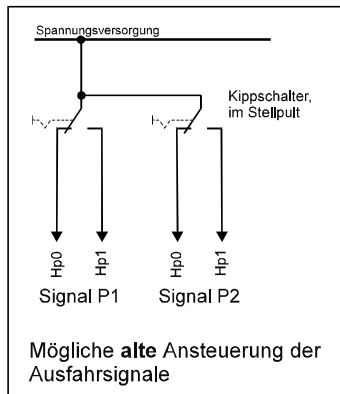 Spannungsversorgung
Kippschalter,
im Stellpult
Hp0
Hp1
Hp0
Hp1
Signal P1
Signal P2
Mögliche alte Ansteuerung der
Ausfahrsignale